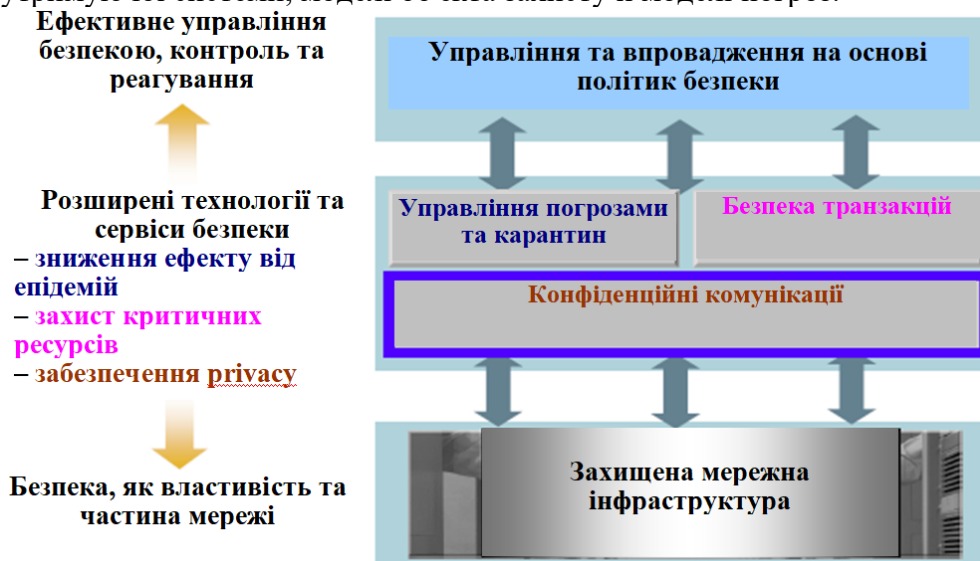 Ефективне управління
безпекою, контроль та
реагування
Розширені технології та
сервіси безпеки
– зниження ефекту від
епідемій
– захист критичних
ресурсів
– забезпечення privacy
Безпека, як властивість та
частина мережі
Управління та впровадження на основі
політик безпеки
Управління погрозами
та карантин
Безпека транзакцій
Конфіденційні комунікації
Захищена мережна
інфраструктура